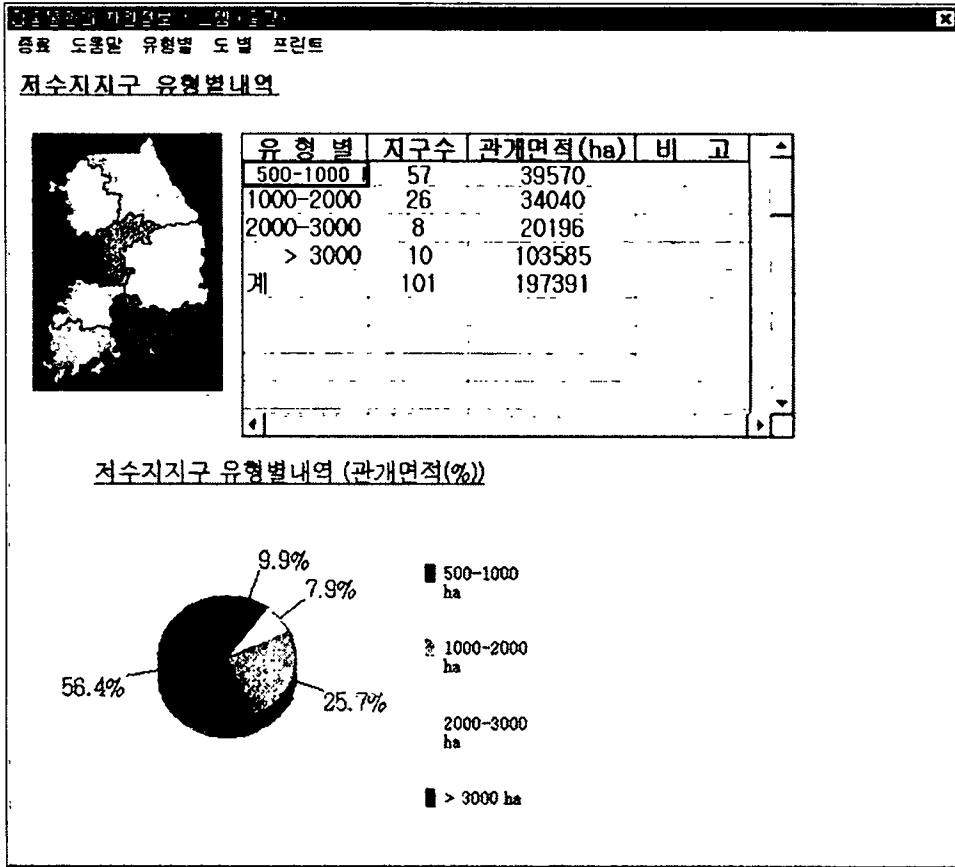 종료 도움말 유형별 도별 프린트
저수지지구 유형별내역
유 형 별 지구수 관개면적(ha) 비 고
500-1000 57 39570
1000-2000 26 34040
2000-3000 8 20196
> 3000 10 103585
계 101 197391
저수지지구 유형별내역 (관개면적(%))
9.9%
7.9%
56.4%
25.7%
500-1000
ha
1000-2000
ha
2000-3000
ha
> 3000 ha